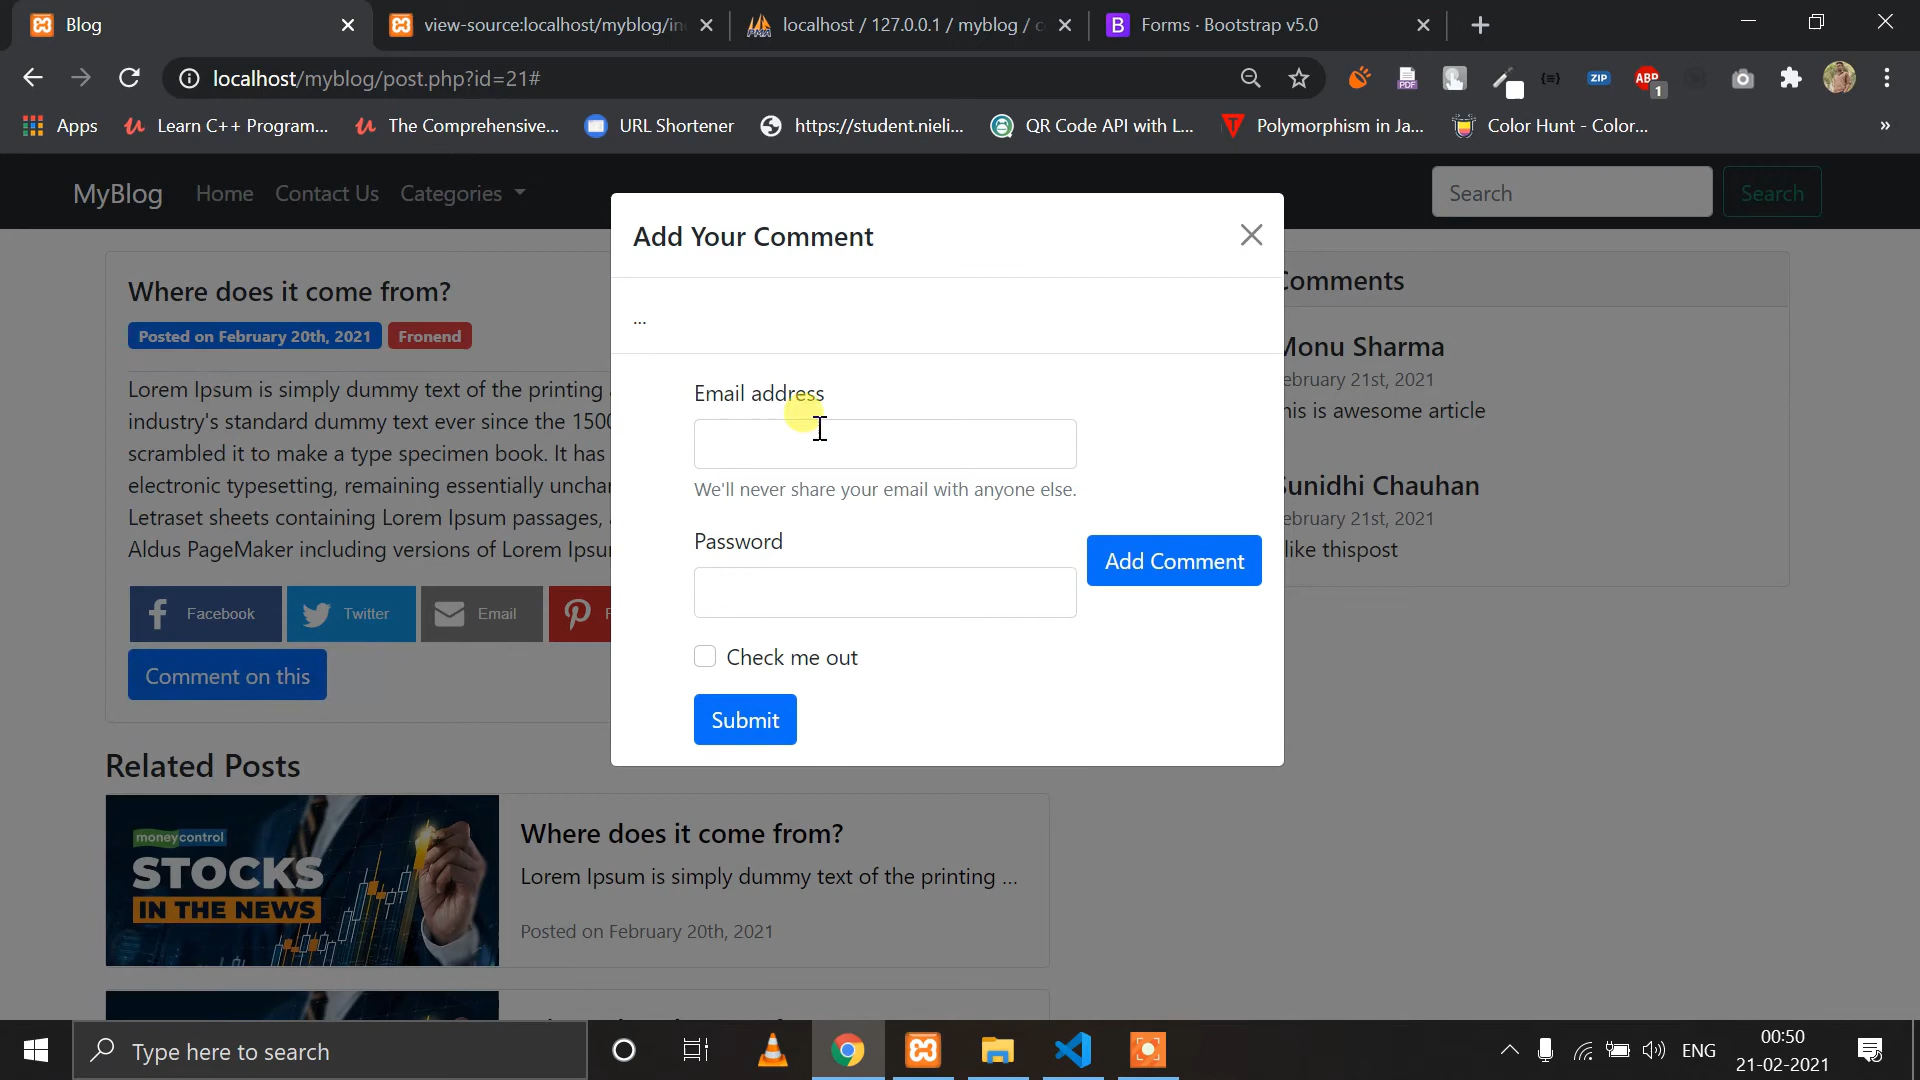 Blog
view-source:localhost/myblog/in
localhost / 127.0.0.1 / myblog / c
Forms · Bootstrap v5.0
localhost/myblog/post.php?id=21#
PDF
ZIP
ABP
1
Apps
Learn C++ Program...
The Comprehensive...
URL Shortener
https://student.nieli...
QR Code API with L...
Polymorphism in Ja...
Color Hunt - Color...
»
MyBlog
Home
Contact Us
Categories
Search
Search
Add Your Comment
...
Email address
We'll never share your email with anyone else.
Password
Add Comment
Check me out
Submit
Where does it come from?
Posted on February 20th, 2021
Fronend
Lorem Ipsum is simply dummy text of the printing
industry's standard dummy text ever since the 1500
scrambled it to make a type specimen book. It has
electronic typesetting, remaining essentially unchan
Letraset sheets containing Lorem Ipsum passages,
Aldus PageMaker including versions of Lorem Ipsu
Facebook
Twitter
Email
Comment on this
omments
Monu Sharma
ebruary 21st, 2021
his is awesome article
Sunidhi Chauhan
ebruary 21st, 2021
like thispost
Related Posts
moneycontrol
STOCKS
IN THE NEWS
Where does it come from?
Lorem Ipsum is simply dummy text of the printing ...
Posted on February 20th, 2021
Type here to search
ENG
00:50
21-02-2021